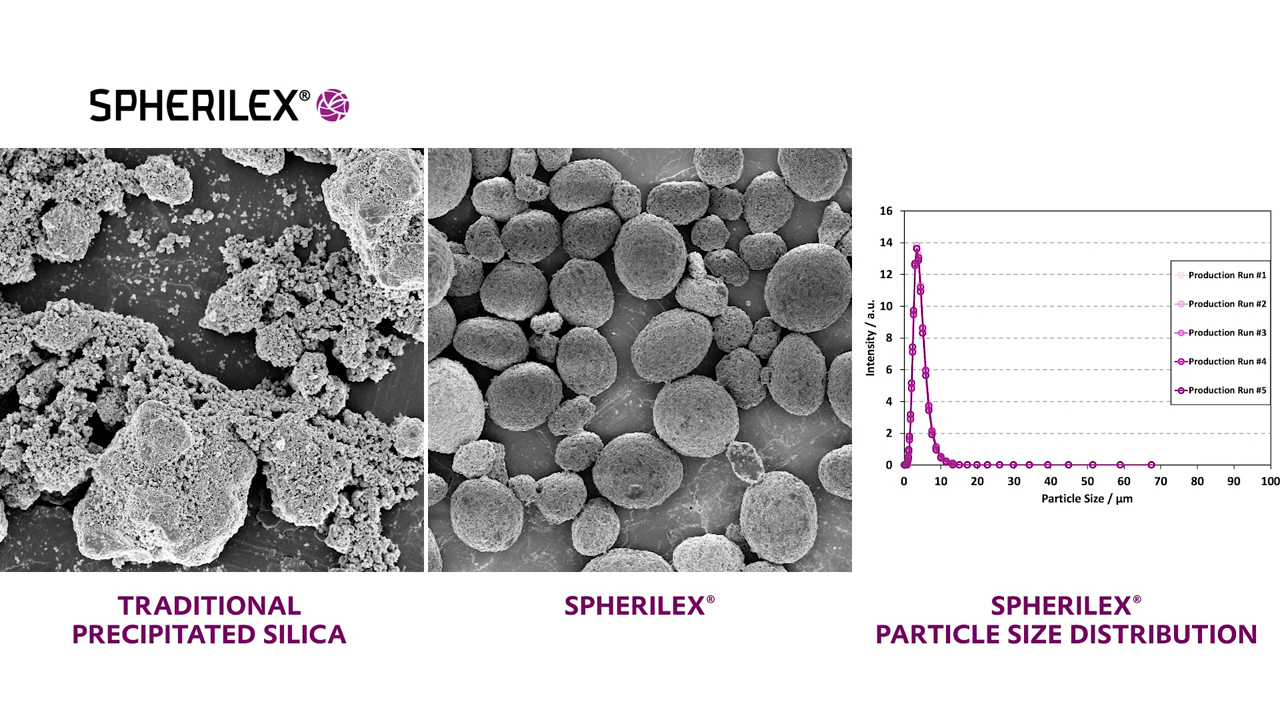 SPHERILEX®
16
14
12
10
8
6
4
2
0
Intensity / a.u.
0 10 20 30 40 50 60 70 80 90 100
Particle Size / µm
Production Run #1
Production Run #2
Production Run #3
Production Run #4
Production Run #5
TRADITIONAL
PRECIPITATED SILICA
SPHERILEX®
SPHERILEX®
PARTICLE SIZE DISTRIBUTION